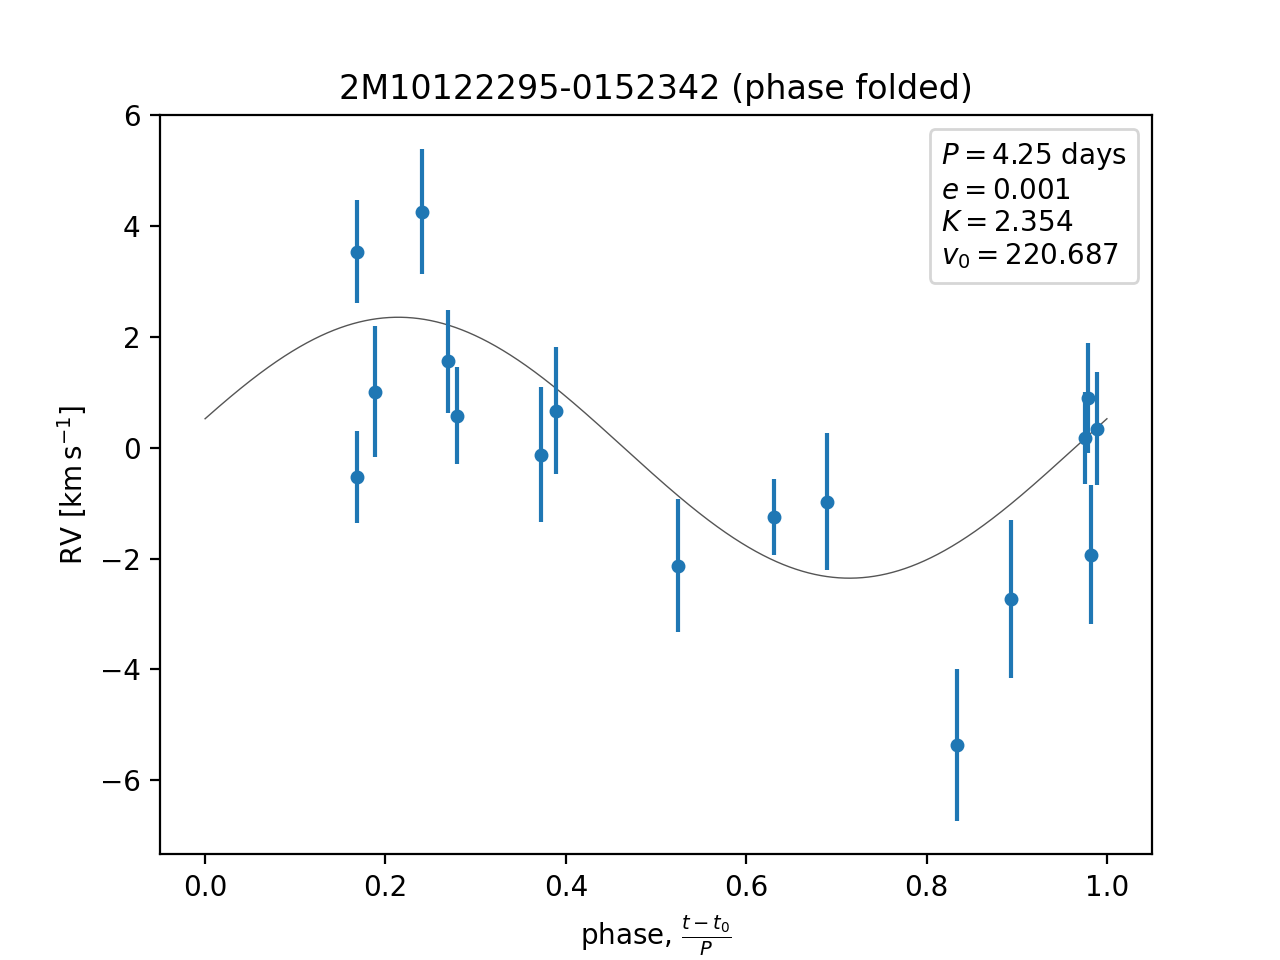 2M10122295-0152342 (phase folded)
P = 4.25 days
e = 0.001
K = 2.354
v₀ = 220.687
RV [km s⁻¹]
6
4
2
0
−2
−4
−6
0.0 0.2 0.4 0.6 0.8 1.0
phase, (t − t₀)/P